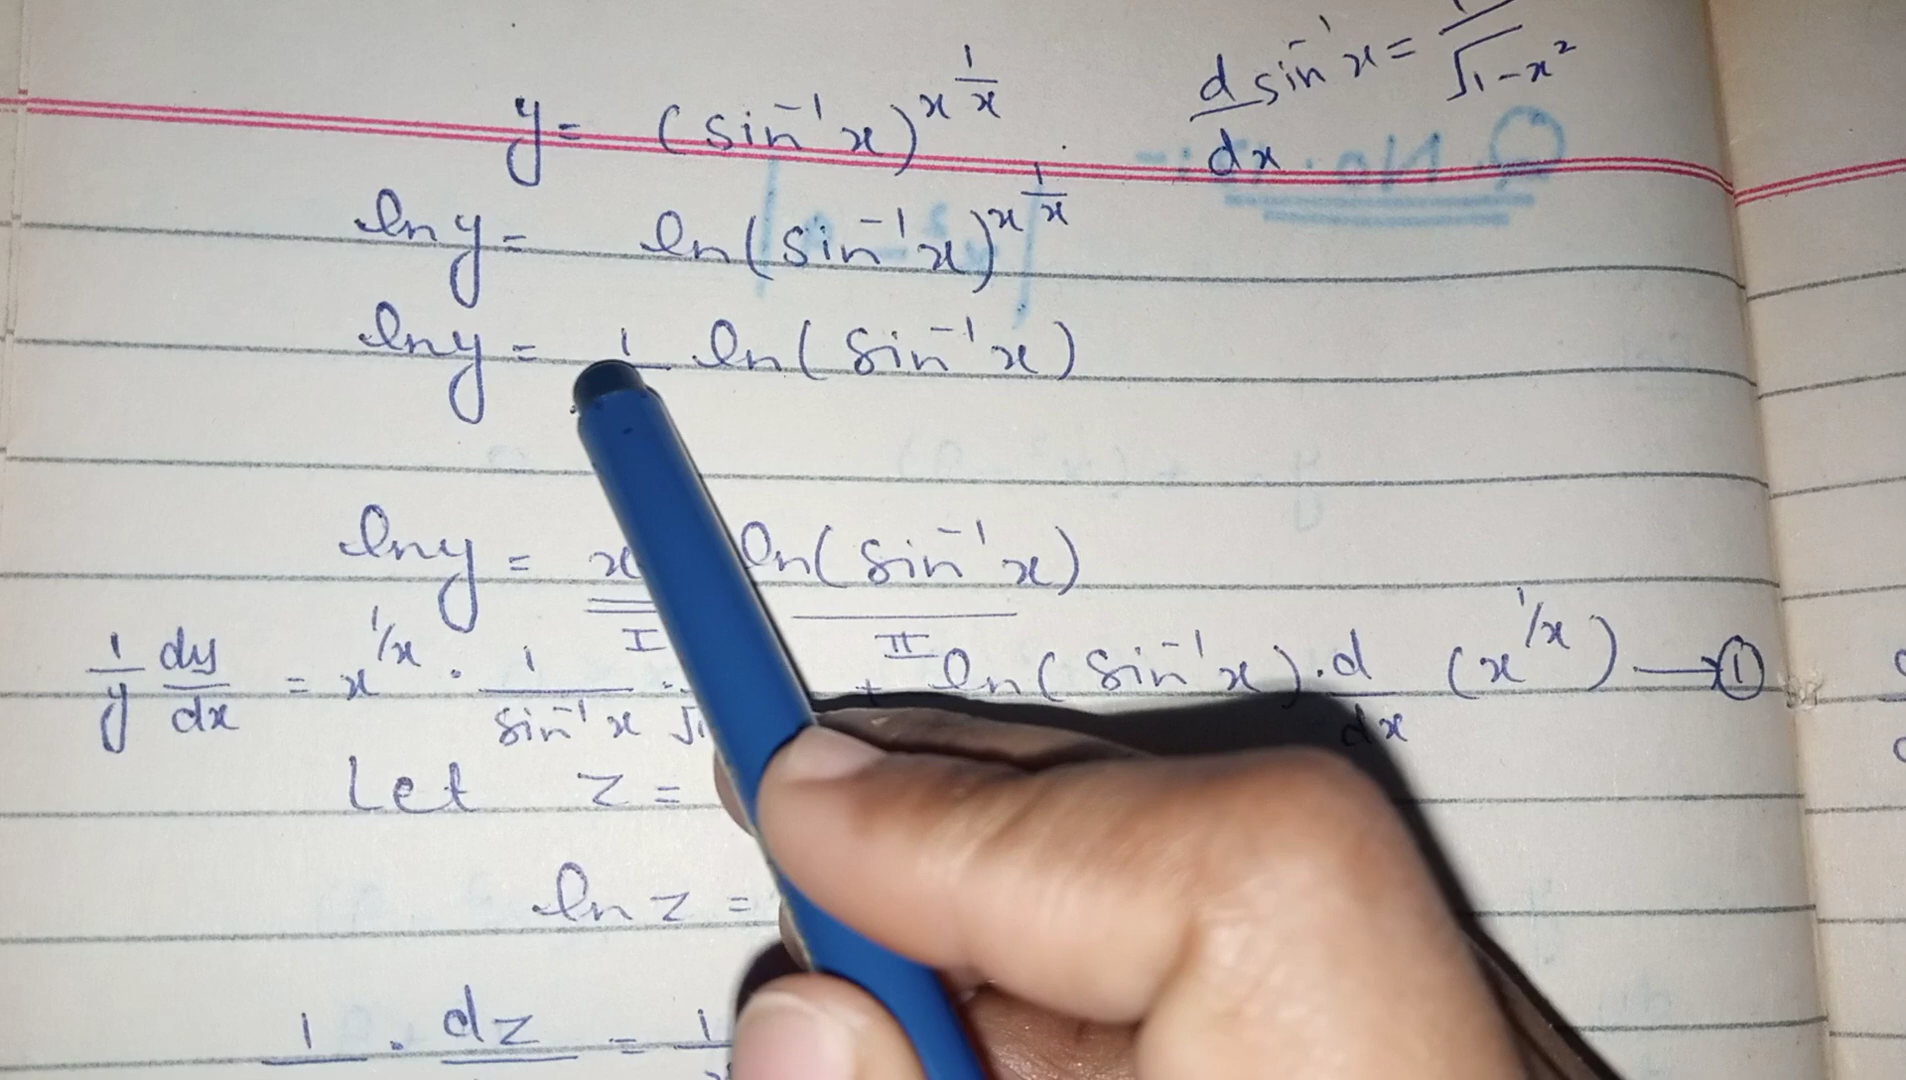 y = (sin⁻¹x)^x^1/x
d/dx sin⁻¹x = 1/√1-x²
ln y = ln(sin⁻¹x)^x^1/x
ln y = 1 ln(sin⁻¹x)
ln y = x ln(sin⁻¹x)
I II
1/y dy/dx = x^1/x · 1/sin⁻¹x · + ln(sin⁻¹x) · d/dx (x^1/x) → ①
Let z =
ln z =
1 · dz = 1